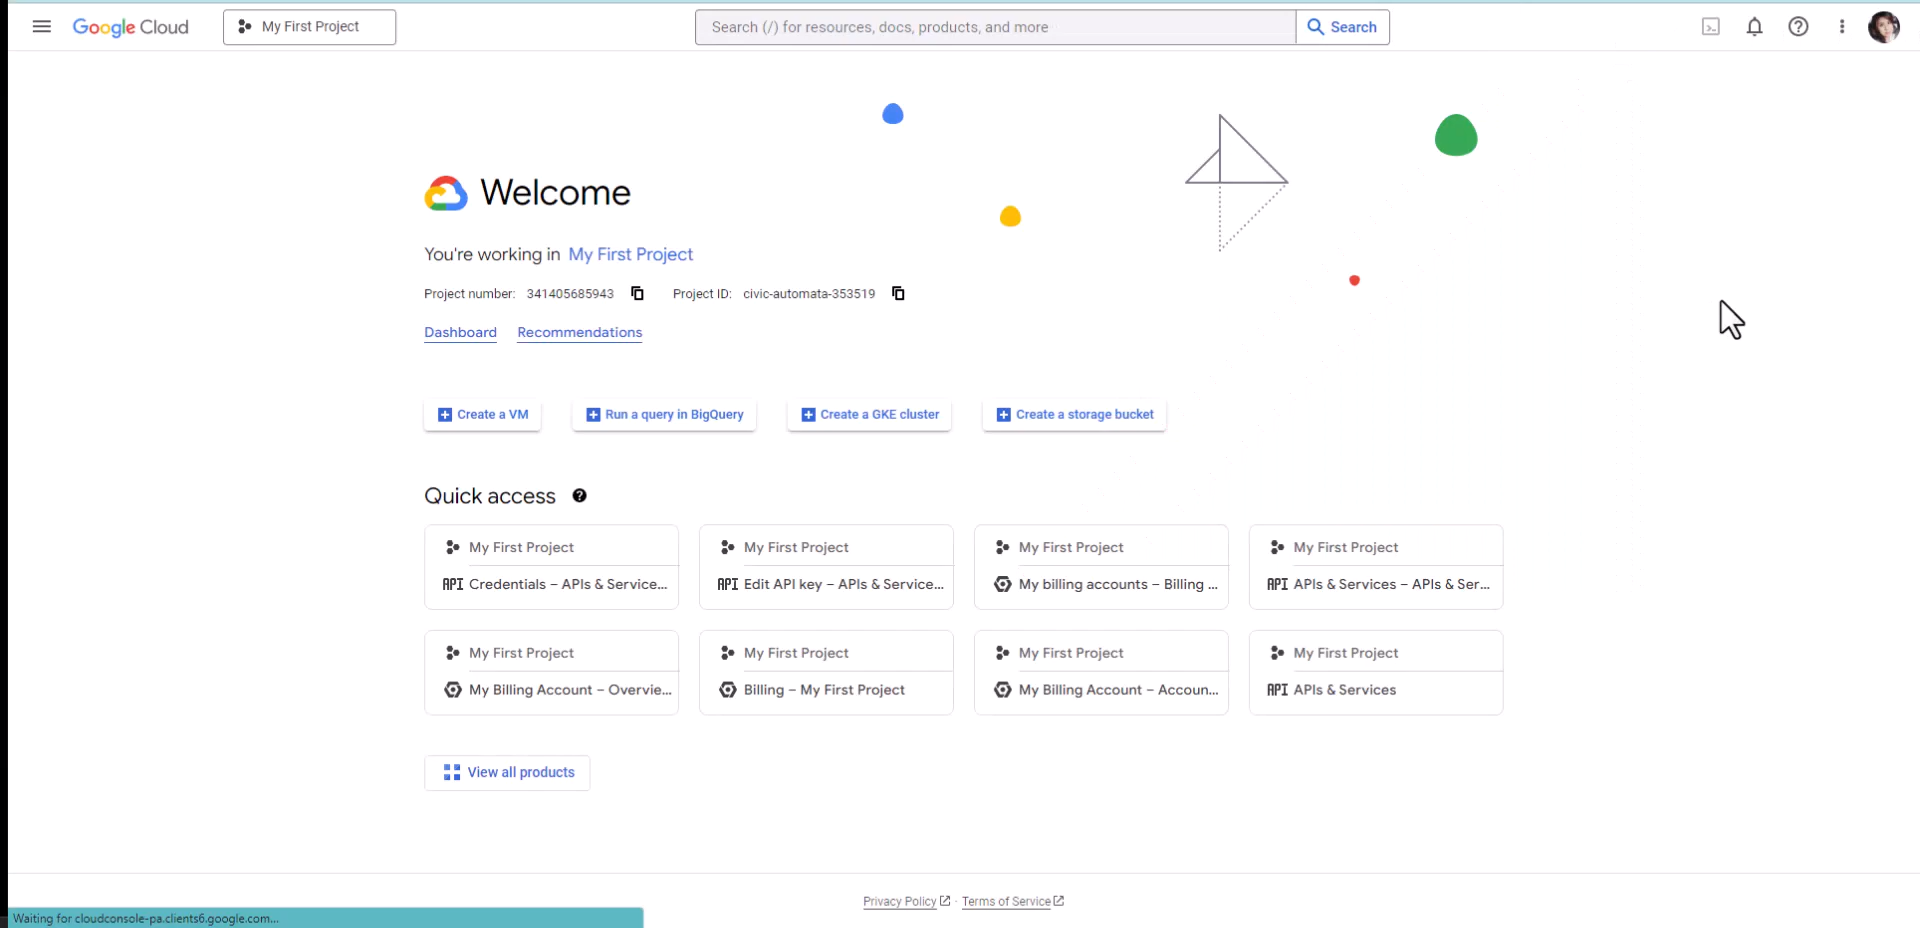 Google Cloud
My First Project
Search (/) for resources, docs, products, and more
Search
Welcome
You're working in My First Project
Project number: 341405685943 Project ID: civic-automata-353519
Dashboard Recommendations
Create a VM
Run a query in BigQuery
Create a GKE cluster
Create a storage bucket
Quick access
My First Project
API Credentials – APIs & Service...
My First Project
API Edit API key – APIs & Service...
My First Project
My billing accounts – Billing ...
My First Project
API APIs & Services – APIs & Ser...
My First Project
My Billing Account – Overvie...
My First Project
Billing – My First Project
My First Project
My Billing Account – Accoun...
My First Project
API APIs & Services
View all products
Privacy Policy · Terms of Service
Waiting for cloudconsole-pa.clients6.google.com...